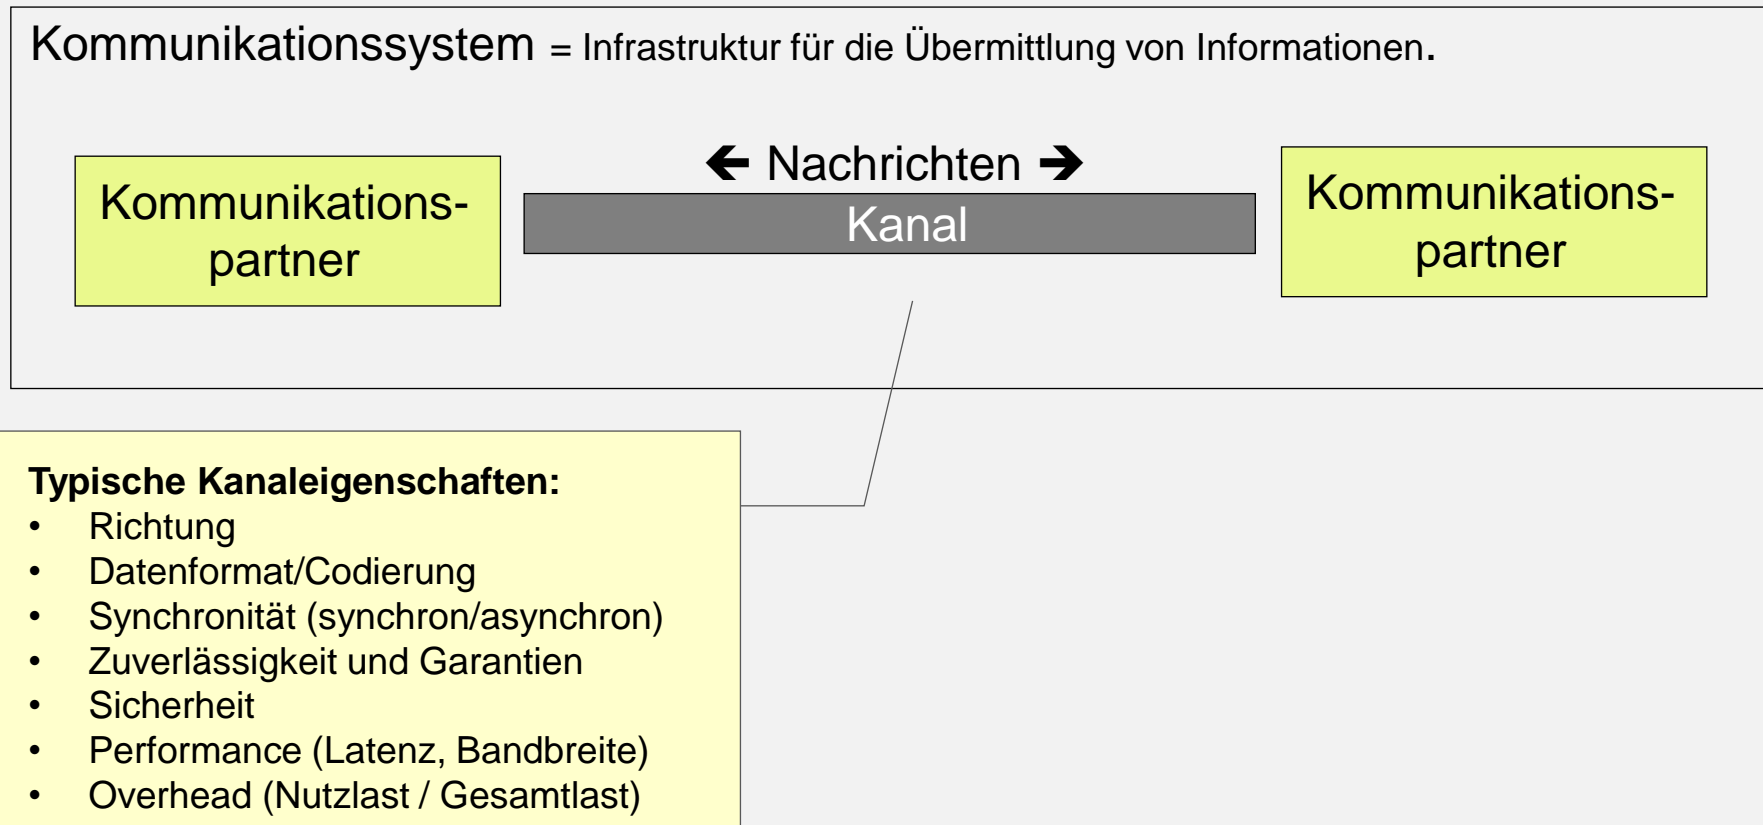 Kommunikationssystem = Infrastruktur für die Übermittlung von Informationen.
🡸 Nachrichten 🡺
Kommunikations-
partner
Kanal
Kommunikations-
partner
Typische Kanaleigenschaften:
• Richtung
• Datenformat/Codierung
• Synchronität (synchron/asynchron)
• Zuverlässigkeit und Garantien
• Sicherheit
• Performance (Latenz, Bandbreite)
• Overhead (Nutzlast / Gesamtlast)